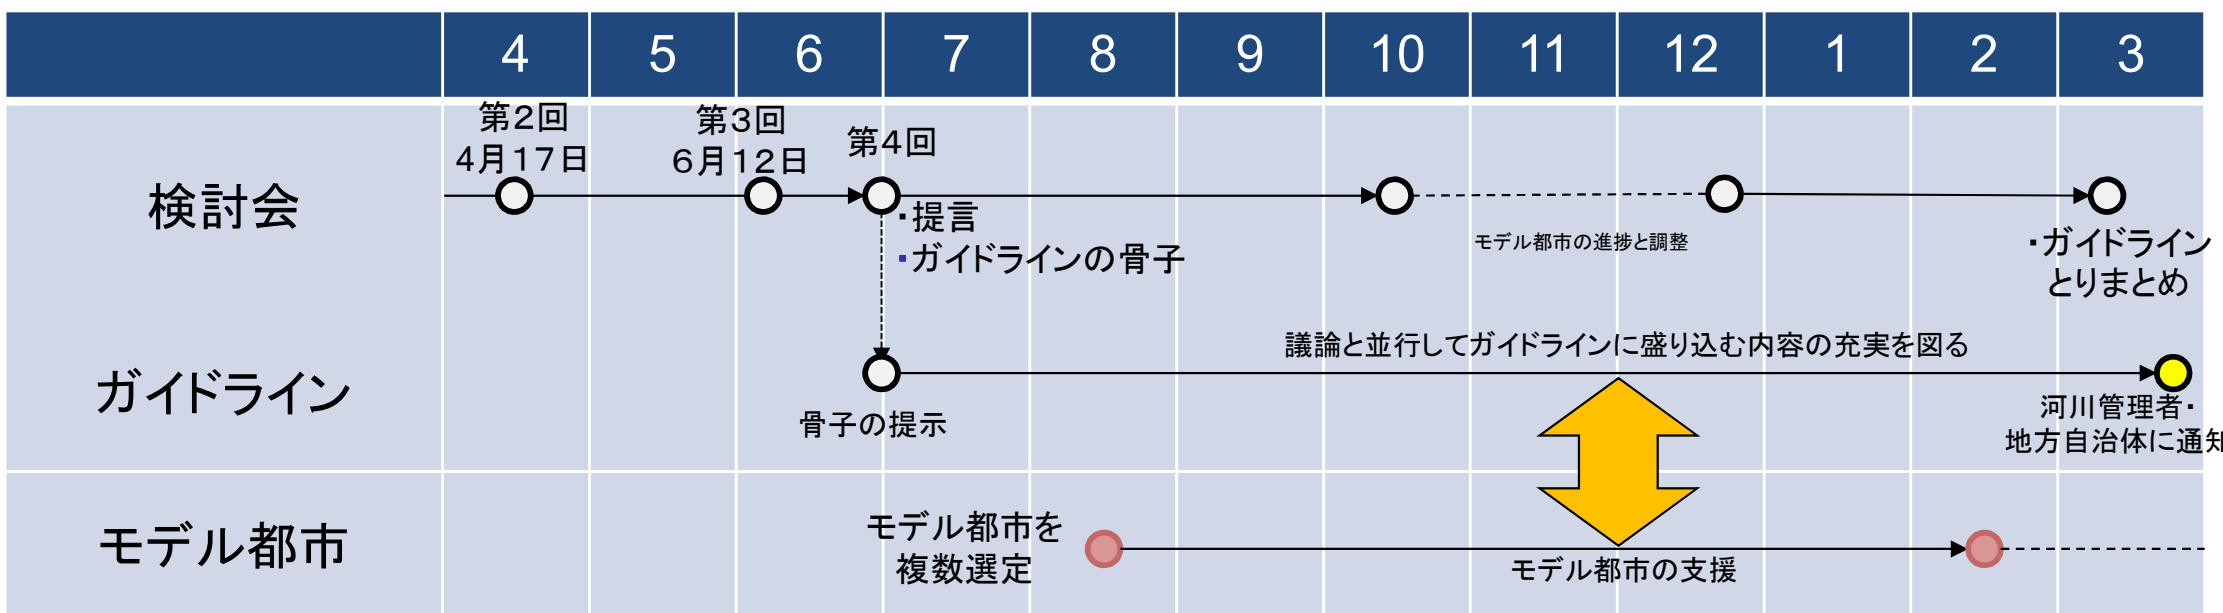 4 5 6 7 8 9 10 11 12 1 2 3
検討会
第2回
4月17日
第3回
6月12日
第4回
・提言
・ガイドラインの骨子
モデル都市の進捗と調整
・ガイドライン
とりまとめ
ガイドライン
骨子の提示
議論と並行してガイドラインに盛り込む内容の充実を図る
河川管理者・
地方自治体に通知
モデル都市
モデル都市を
複数選定
モデル都市の支援